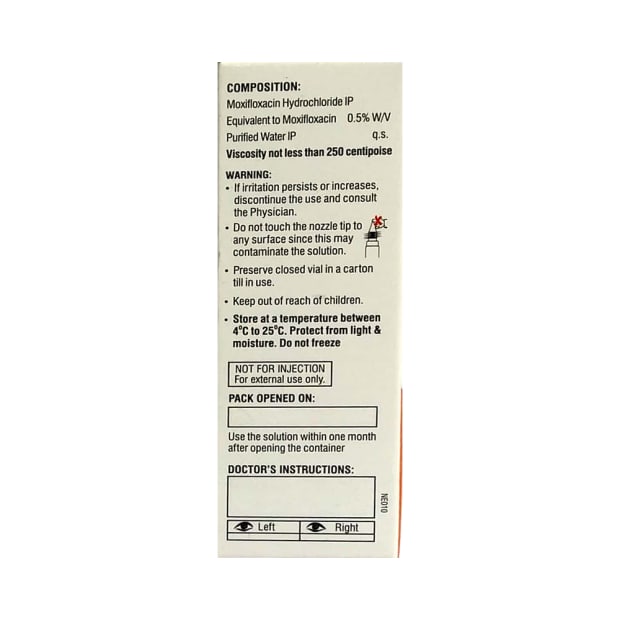 COMPOSITION:
Moxifloxacin Hydrochloride IP
Equivalent to Moxifloxacin 0.5% W/V
Purified Water IP q.s.
Viscosity not less than 250 centipoise
WARNING:
• If irritation persists or increases,
discontinue the use and consult
the Physician.
• Do not touch the nozzle tip to
any surface since this may
contaminate the solution.
• Preserve closed vial in a carton
till in use.
• Keep out of reach of children.
• Store at a temperature between
4°C to 25°C. Protect from light &
moisture. Do not freeze
NOT FOR INJECTION
For external use only.
PACK OPENED ON:
Use the solution within one month
after opening the container
DOCTOR'S INSTRUCTIONS:
NE010
Left Right